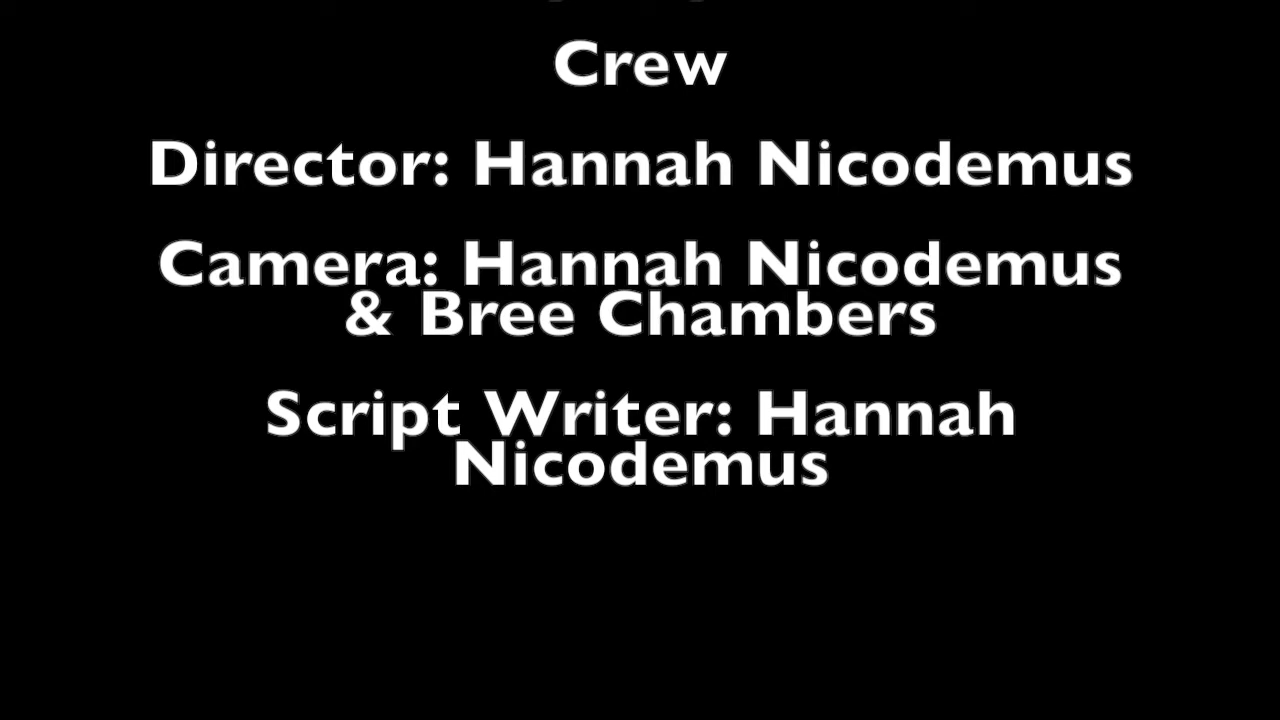 Crew
Director: Hannah Nicodemus
Camera: Hannah Nicodemus
& Bree Chambers
Script Writer: Hannah
Nicodemus